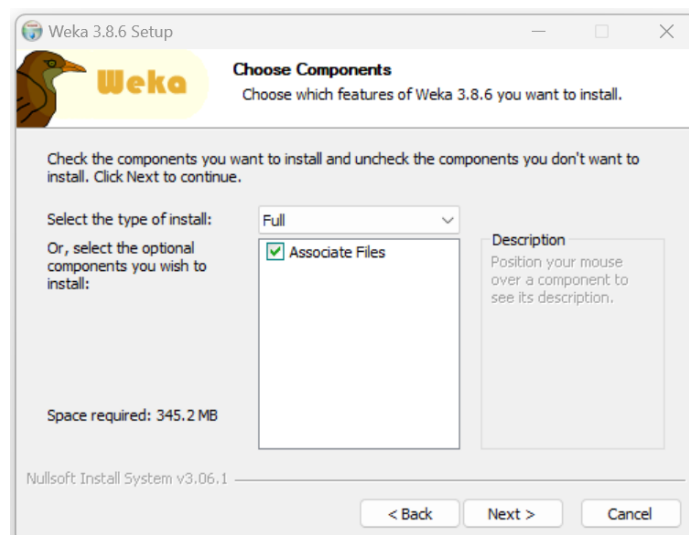 Weka 3.8.6 Setup
Weka
Choose Components
Choose which features of Weka 3.8.6 you want to install.
Check the components you want to install and uncheck the components you don't want to
install. Click Next to continue.
Select the type of install:
Full
Or, select the optional
components you wish to
install:
Associate Files
Description
Position your mouse
over a component to
see its description.
Space required: 345.2 MB
Nullsoft Install System v3.06.1
< Back
Next >
Cancel